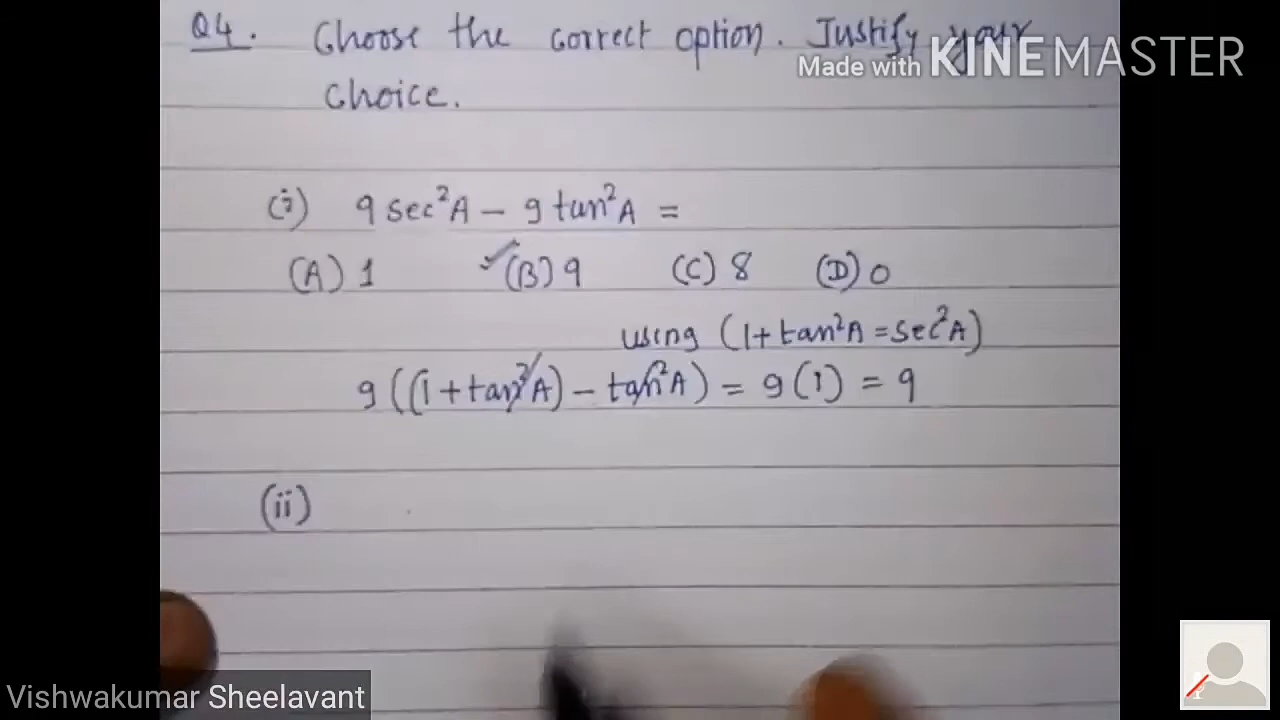 Q4. Choose the correct option. Justify your
Made with KINEMASTER
choice.
(i) 9 sec²A – 9 tan²A =
(A) 1 ✓(B) 9 (C) 8 (D) 0
using (1+tan²A = sec²A)
9((1+tan²A) – tan²A) = 9(1) = 9
(ii)
Vishwakumar Sheelavant